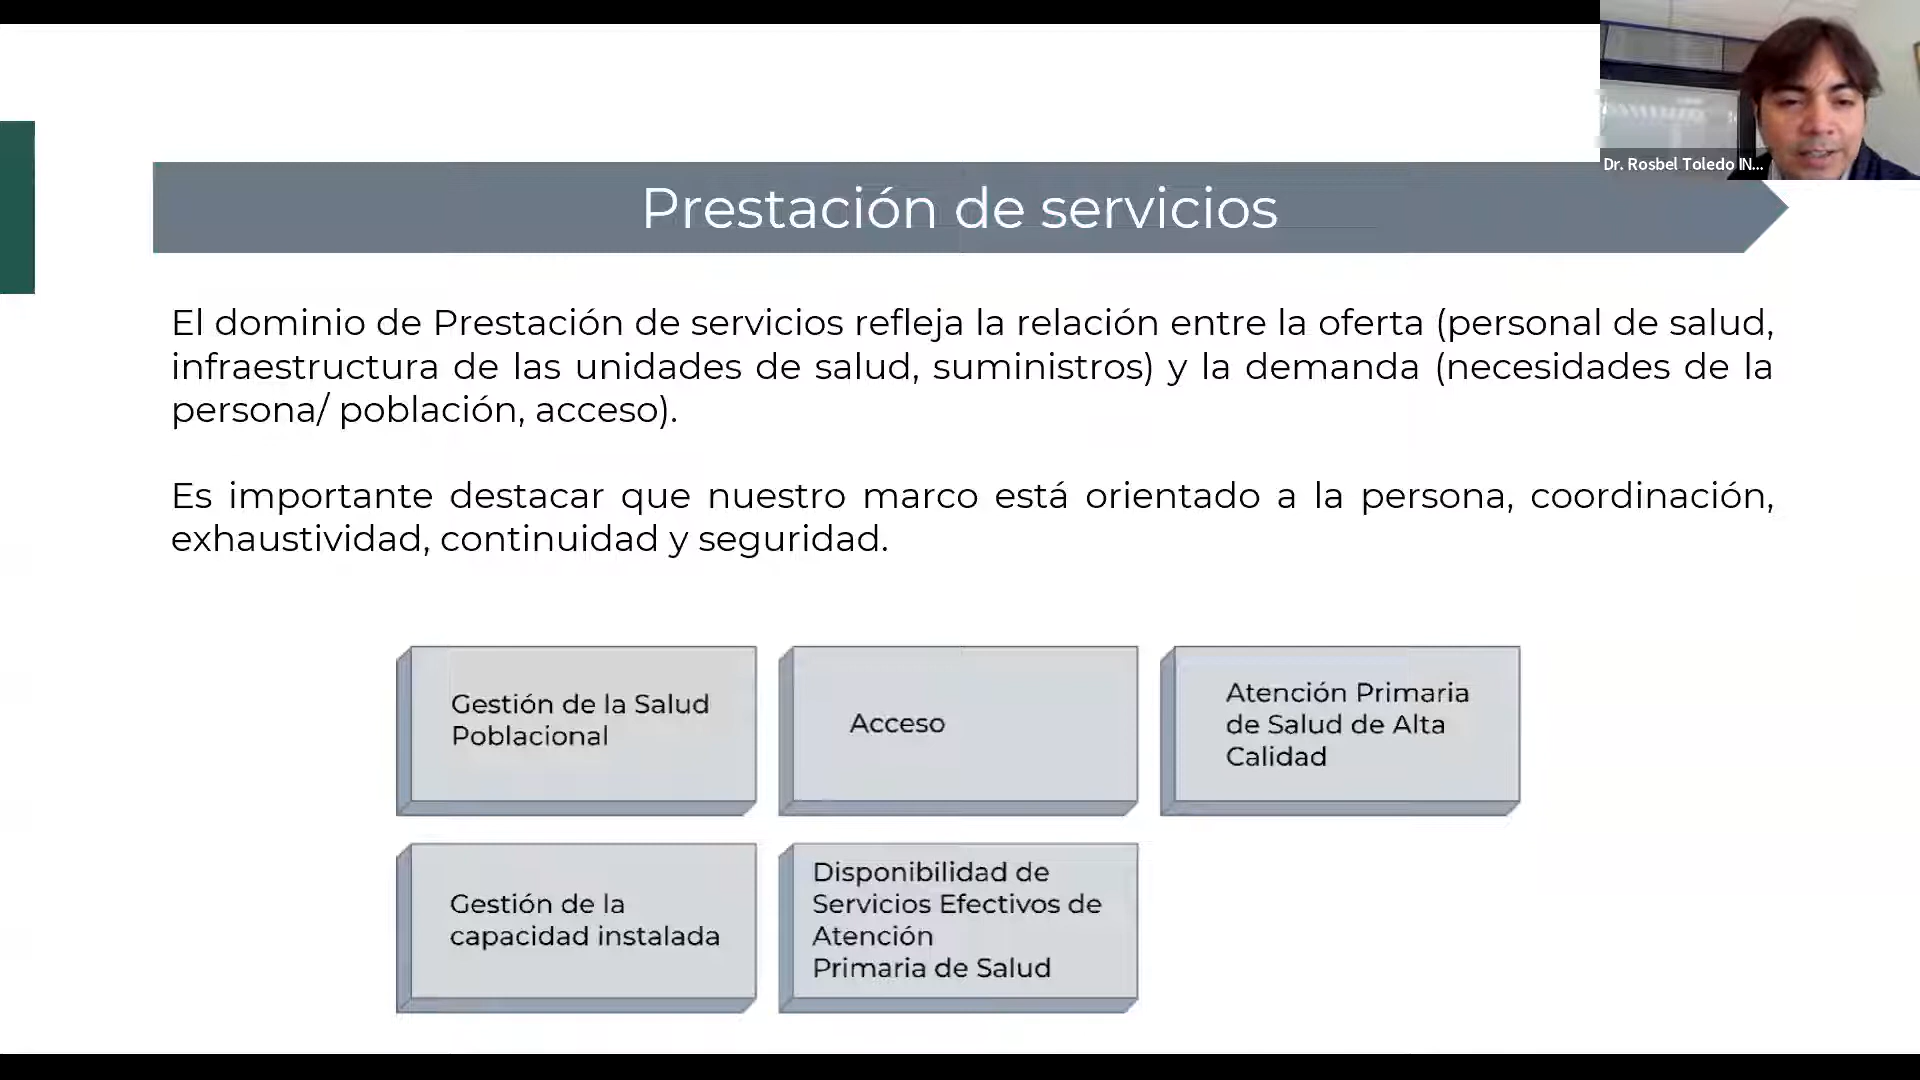 Dr. Rosbel Toledo IN...
Prestación de servicios
El dominio de Prestación de servicios refleja la relación entre la oferta (personal de salud,
infraestructura de las unidades de salud, suministros) y la demanda (necesidades de la
persona/ población, acceso).
Es importante destacar que nuestro marco está orientado a la persona, coordinación,
exhaustividad, continuidad y seguridad.
Gestión de la Salud
Poblacional
Acceso
Atención Primaria
de Salud de Alta
Calidad
Gestión de la
capacidad instalada
Disponibilidad de
Servicios Efectivos de
Atención
Primaria de Salud